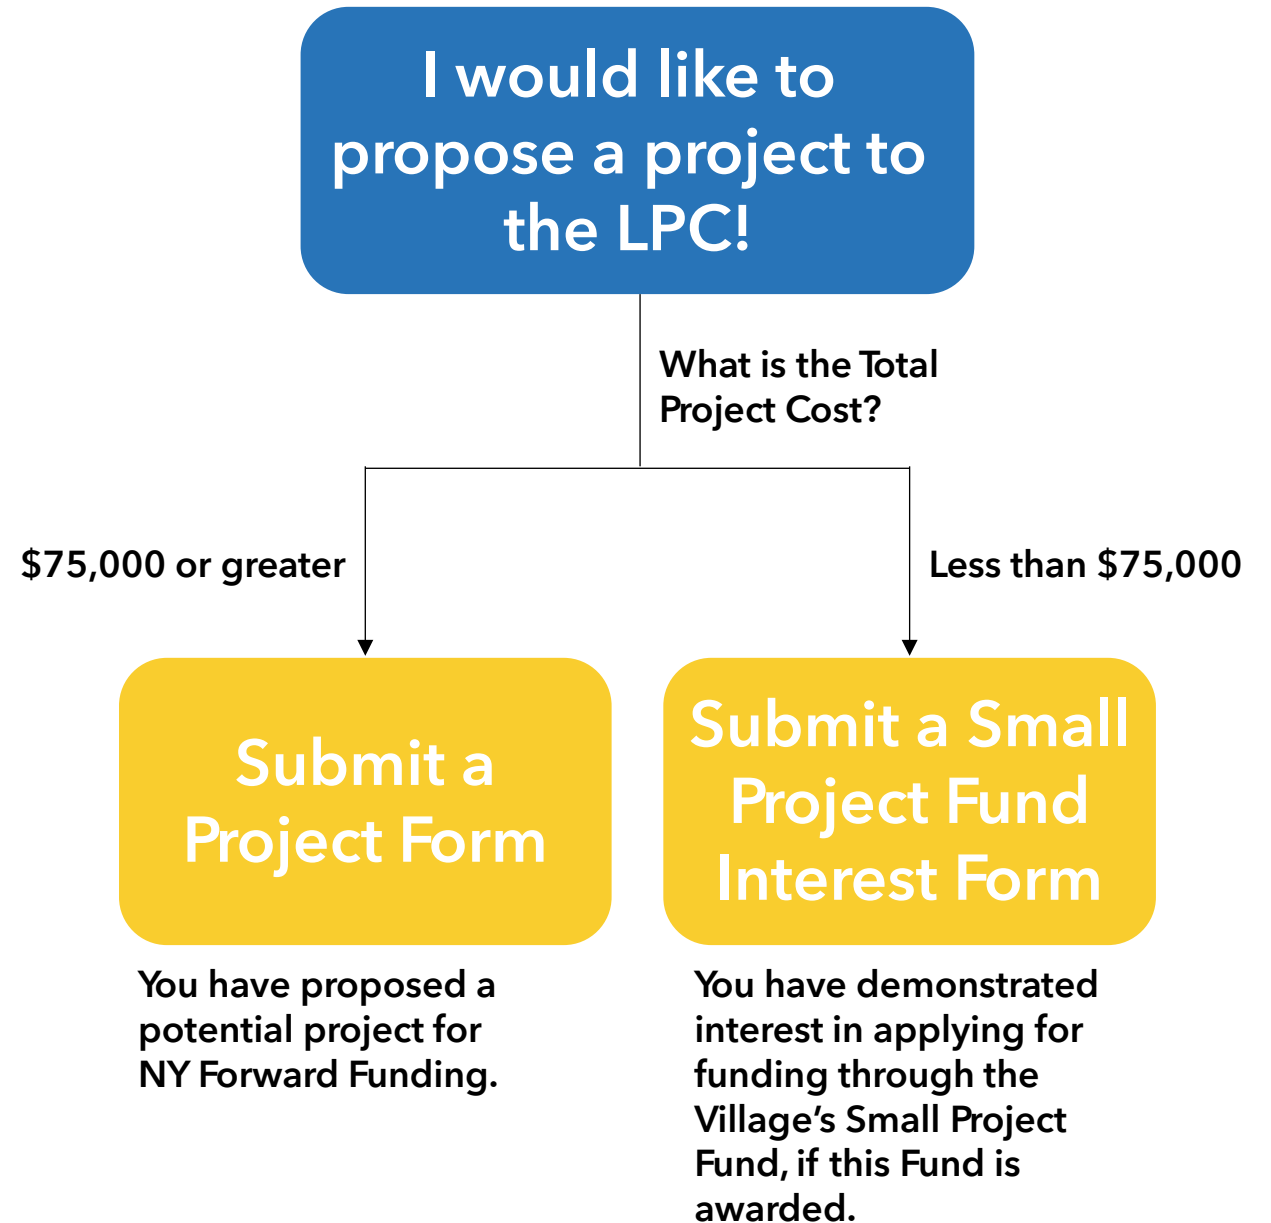 I would like to
propose a project to
the LPC!
What is the Total
Project Cost?
$75,000 or greater
Less than $75,000
Submit a
Project Form
Submit a Small
Project Fund
Interest Form
You have proposed a
potential project for
NY Forward Funding.
You have demonstrated
interest in applying for
funding through the
Village’s Small Project
Fund, if this Fund is
awarded.